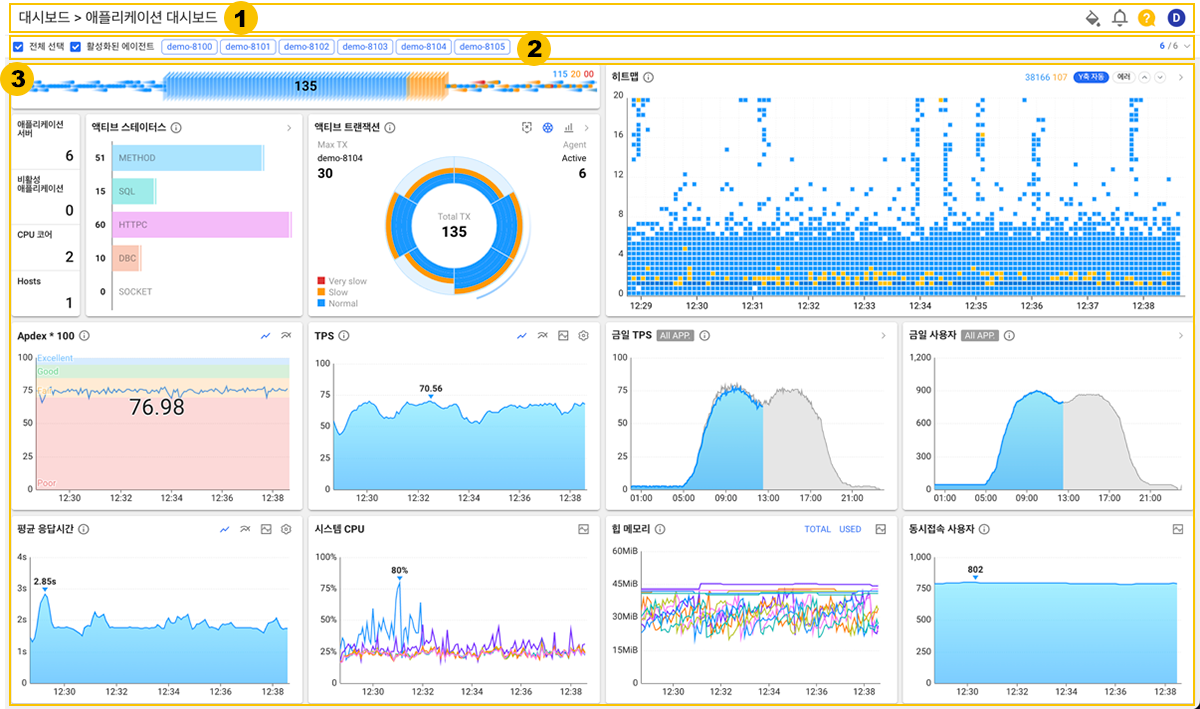 대시보드 > 애플리케이션 대시보드 1 ? D
전체 선택 활성화된 에이전트 demo-8100 demo-8101 demo-8102 demo-8103 demo-8104 demo-8105 2 6 / 6
3
135
115 20 00
애플리케이션
서버
6
비활성
애플리케이션
0
CPU 코어
2
Hosts
1
액티브 스테이터스
51 METHOD
15 SQL
60 HTTPC
10 DBC
0 SOCKET
액티브 트랜잭션
Max TX
demo-8104
30
Agent
Active
6
Total TX
135
Very slow
Slow
Normal
히트맵 38166 107 Y축 자동 에러
20
16
12
8
4
0
12:29 12:30 12:31 12:32 12:33 12:34 12:35 12:36 12:37 12:38
Apdex * 100
100
75
50
25
0
Excellent
Good
Poor
76.98
12:30 12:32 12:34 12:36 12:38
TPS
100
75
50
25
0
70.56
12:30 12:32 12:34 12:36 12:38
금일 TPS All APP
100
75
50
25
0
01:00 05:00 09:00 13:00 17:00 21:00
금일 사용자 All APP
1,200
900
600
300
0
01:00 05:00 09:00 13:00 17:00 21:00
평균 응답시간
4s
3s
2s
1s
0
2.85s
12:30 12:32 12:34 12:36 12:38
시스템 CPU
100%
75%
50%
25%
0
80%
12:30 12:32 12:34 12:36 12:38
힙 메모리 TOTAL USED
60MiB
45MiB
30MiB
15MiB
0
12:30 12:32 12:34 12:36 12:38
동시접속 사용자
1,000
750
500
250
0
802
12:30 12:32 12:34 12:36 12:38